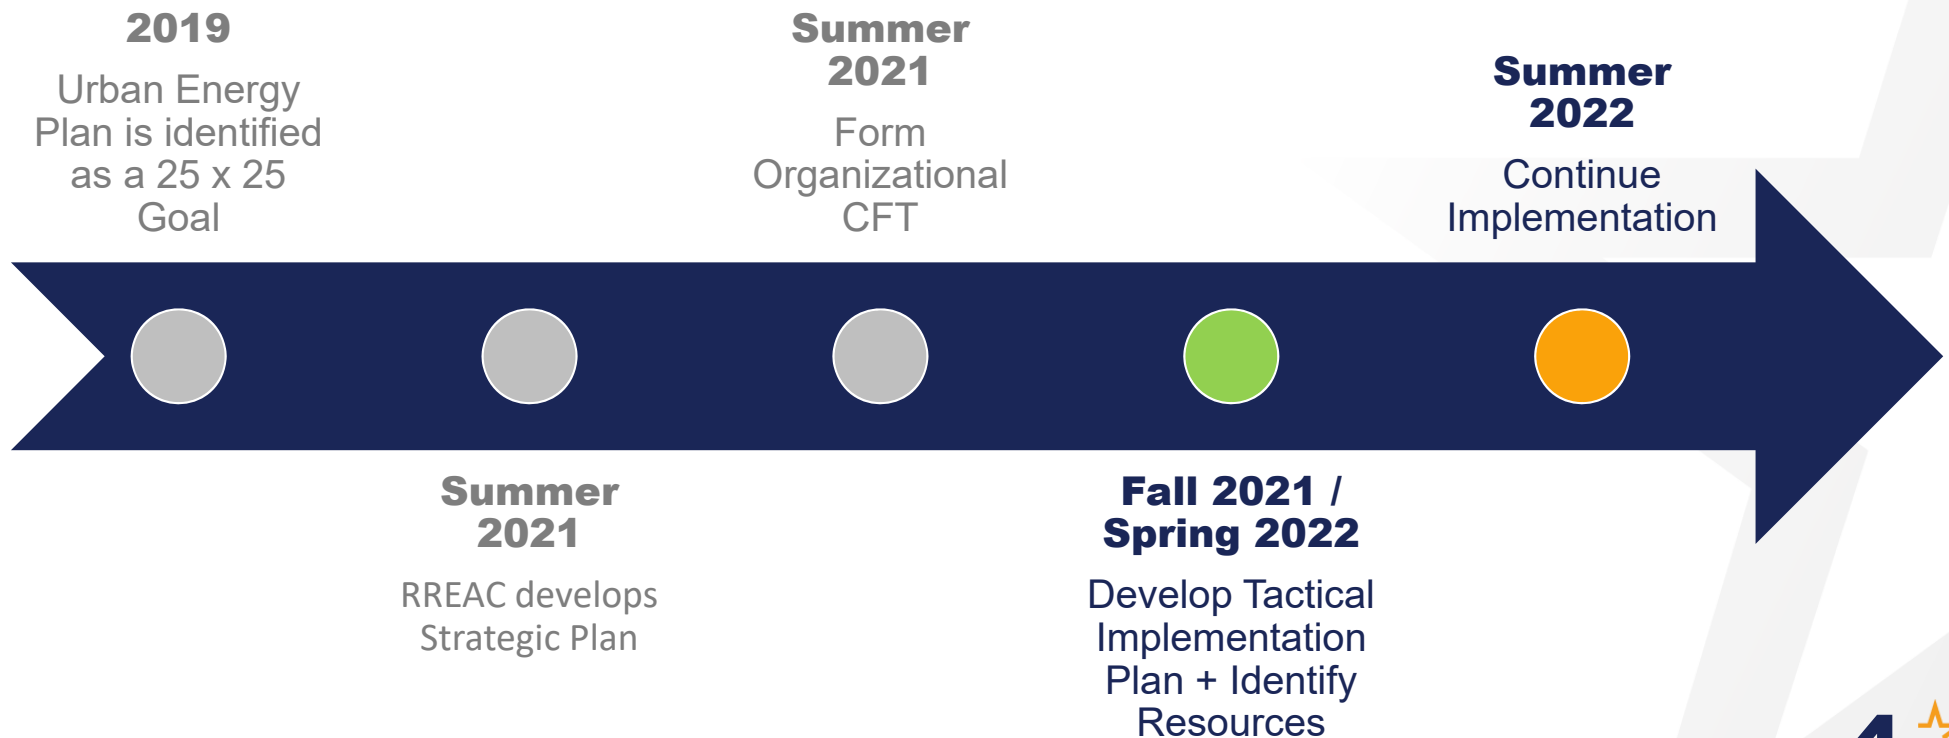 2019
Urban Energy
Plan is identified
as a 25 x 25
Goal
Summer
2021
RREAC develops
Strategic Plan
Summer
2021
Form
Organizational
CFT
Fall 2021 /
Spring 2022
Develop Tactical
Implementation
Plan + Identify
Resources
Summer
2022
Continue
Implementation